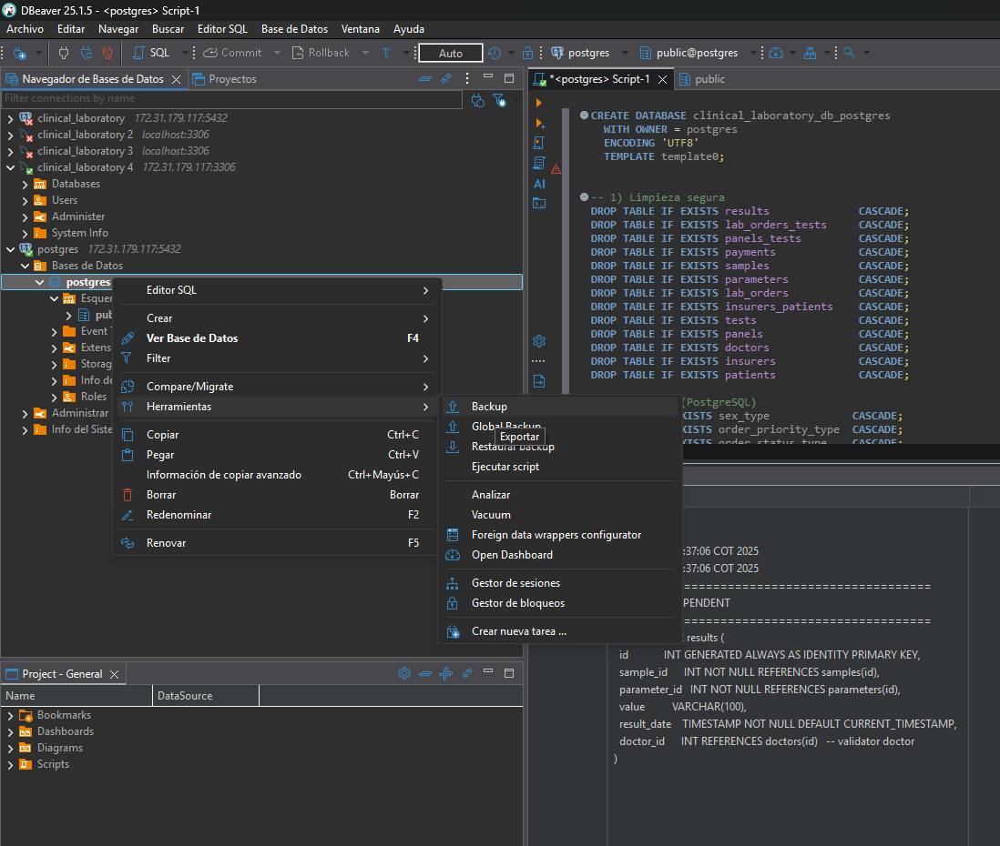 DBeaver 25.1.5 - <postgres> Script-1
Archivo Editar Navegar Buscar Editor SQL Base de Datos Ventana Ayuda
SQL Commit Rollback Auto postgres public@postgres
Navegador de Bases de Datos Proyectos
Filter connections by name
clinical_laboratory 172.31.179.117:5432
clinical_laboratory 2 localhost:3306
clinical_laboratory 3 localhost:3306
clinical_laboratory 4 172.31.179.117:3306
Databases
Users
Administer
System Info
postgres 172.31.179.117:5432
Bases de Datos
postgres
Esquer
pub
Event T
Extens
Storag
Info de
Roles
Administrar
Info del Siste
Editor SQL
Crear
Ver Base de Datos F4
Filter
Compare/Migrate
Herramientas
Copiar Ctrl+C
Pegar Ctrl+V
Información de copiar avanzado Ctrl+Mayús+C
Borrar Borrar
Redenominar F2
Renovar F5
Backup
Global Backup
Exportar
Restaurar backup
Ejecutar script
Analizar
Vacuum
Foreign data wrappers configurator
Open Dashboard
Gestor de sesiones
Gestor de bloqueos
Crear nueva tarea ...
*<postgres> Script-1 public
AI
CREATE DATABASE clinical_laboratory_db_postgres
WITH OWNER = postgres
ENCODING 'UTF8'
TEMPLATE template0;
-- 1) Limpieza segura
DROP TABLE IF EXISTS results CASCADE;
DROP TABLE IF EXISTS lab_orders_tests CASCADE;
DROP TABLE IF EXISTS panels_tests CASCADE;
DROP TABLE IF EXISTS payments CASCADE;
DROP TABLE IF EXISTS samples CASCADE;
DROP TABLE IF EXISTS parameters CASCADE;
DROP TABLE IF EXISTS lab_orders CASCADE;
DROP TABLE IF EXISTS insurers_patients CASCADE;
DROP TABLE IF EXISTS tests CASCADE;
DROP TABLE IF EXISTS panels CASCADE;
DROP TABLE IF EXISTS doctors CASCADE;
DROP TABLE IF EXISTS insurers CASCADE;
DROP TABLE IF EXISTS patients CASCADE;
(PostgreSQL)
XISTS sex_type CASCADE;
XISTS order_priority_type CASCADE;
XISTS order_status_type CASCADE;
:37:06 COT 2025
:37:06 COT 2025
=====================================
PENDENT
=====================================
results (
id INT GENERATED ALWAYS AS IDENTITY PRIMARY KEY,
sample_id INT NOT NULL REFERENCES samples(id),
parameter_id INT NOT NULL REFERENCES parameters(id),
value VARCHAR(100),
result_date TIMESTAMP NOT NULL DEFAULT CURRENT_TIMESTAMP,
doctor_id INT REFERENCES doctors(id) -- validator doctor
)
Project - General
Name DataSource
Bookmarks
Dashboards
Diagrams
Scripts